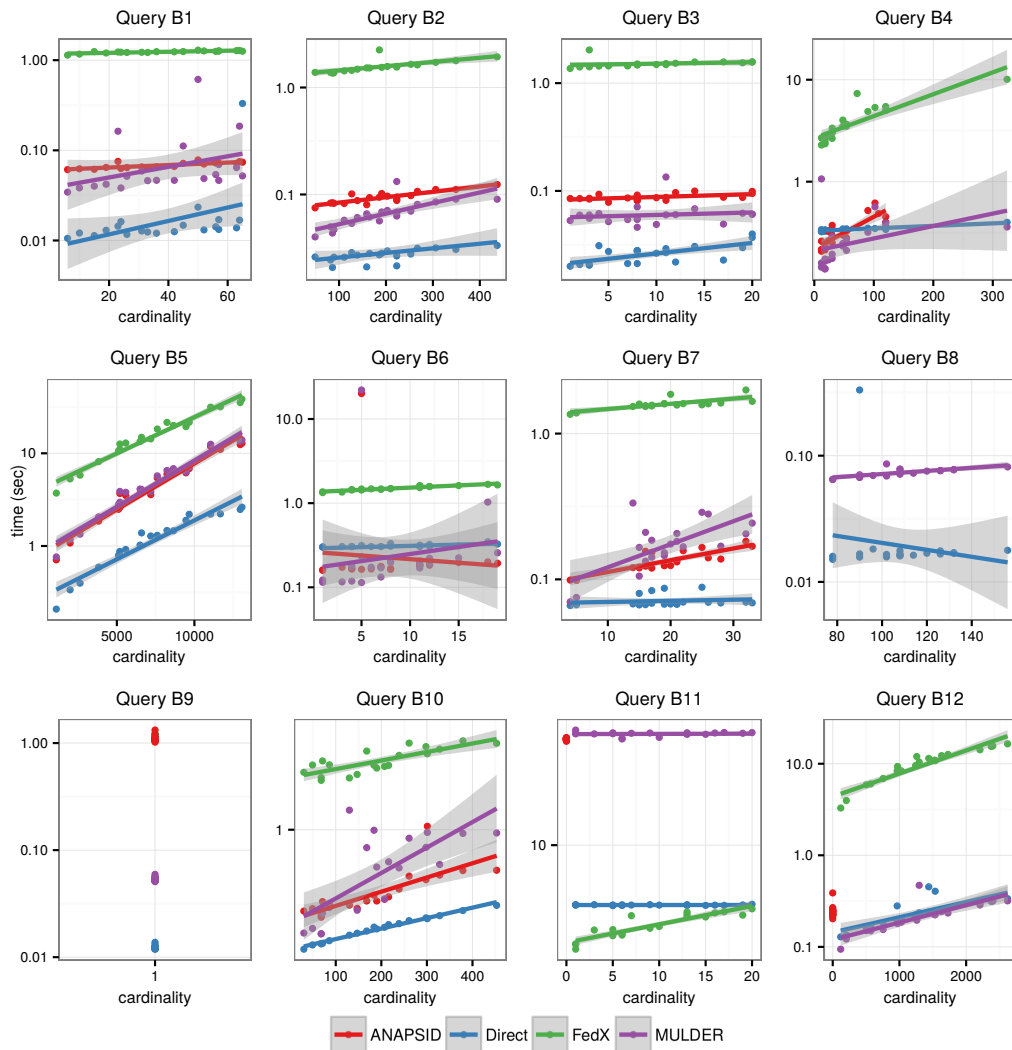 Query B1 Query B2 Query B3 Query B4
1.00
0.10
0.01
20 40 60
cardinality
1.0
0.1
100 200 300 400
cardinality
1.0
0.1
5 10 15 20
cardinality
10
1
0 100 200 300
cardinality
Query B5 Query B6 Query B7 Query B8
time (sec)
10
1
5000 10000
cardinality
10.0
1.0
0.1
5 10 15
cardinality
1.0
0.1
10 20 30
cardinality
0.10
0.01
80 100 120 140
cardinality
Query B9 Query B10 Query B11 Query B12
1.00
0.10
0.01
1
cardinality
1
100 200 300 400
cardinality
10
0 5 10 15 20
cardinality
10.0
1.0
0.1
0 1000 2000
cardinality
ANAPSID Direct FedX MULDER